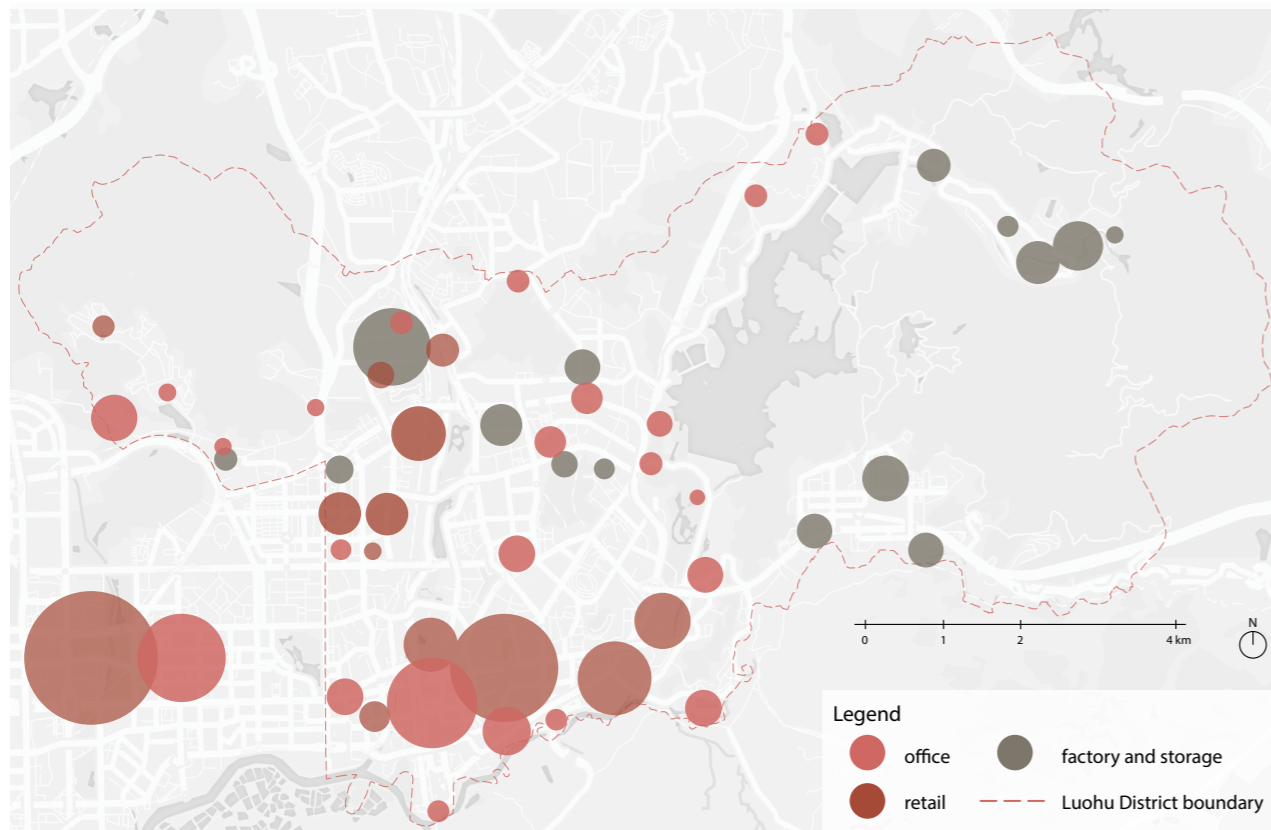 0 1 2 4 km
N
Legend
office
factory and storage
retail
Luohu District boundary